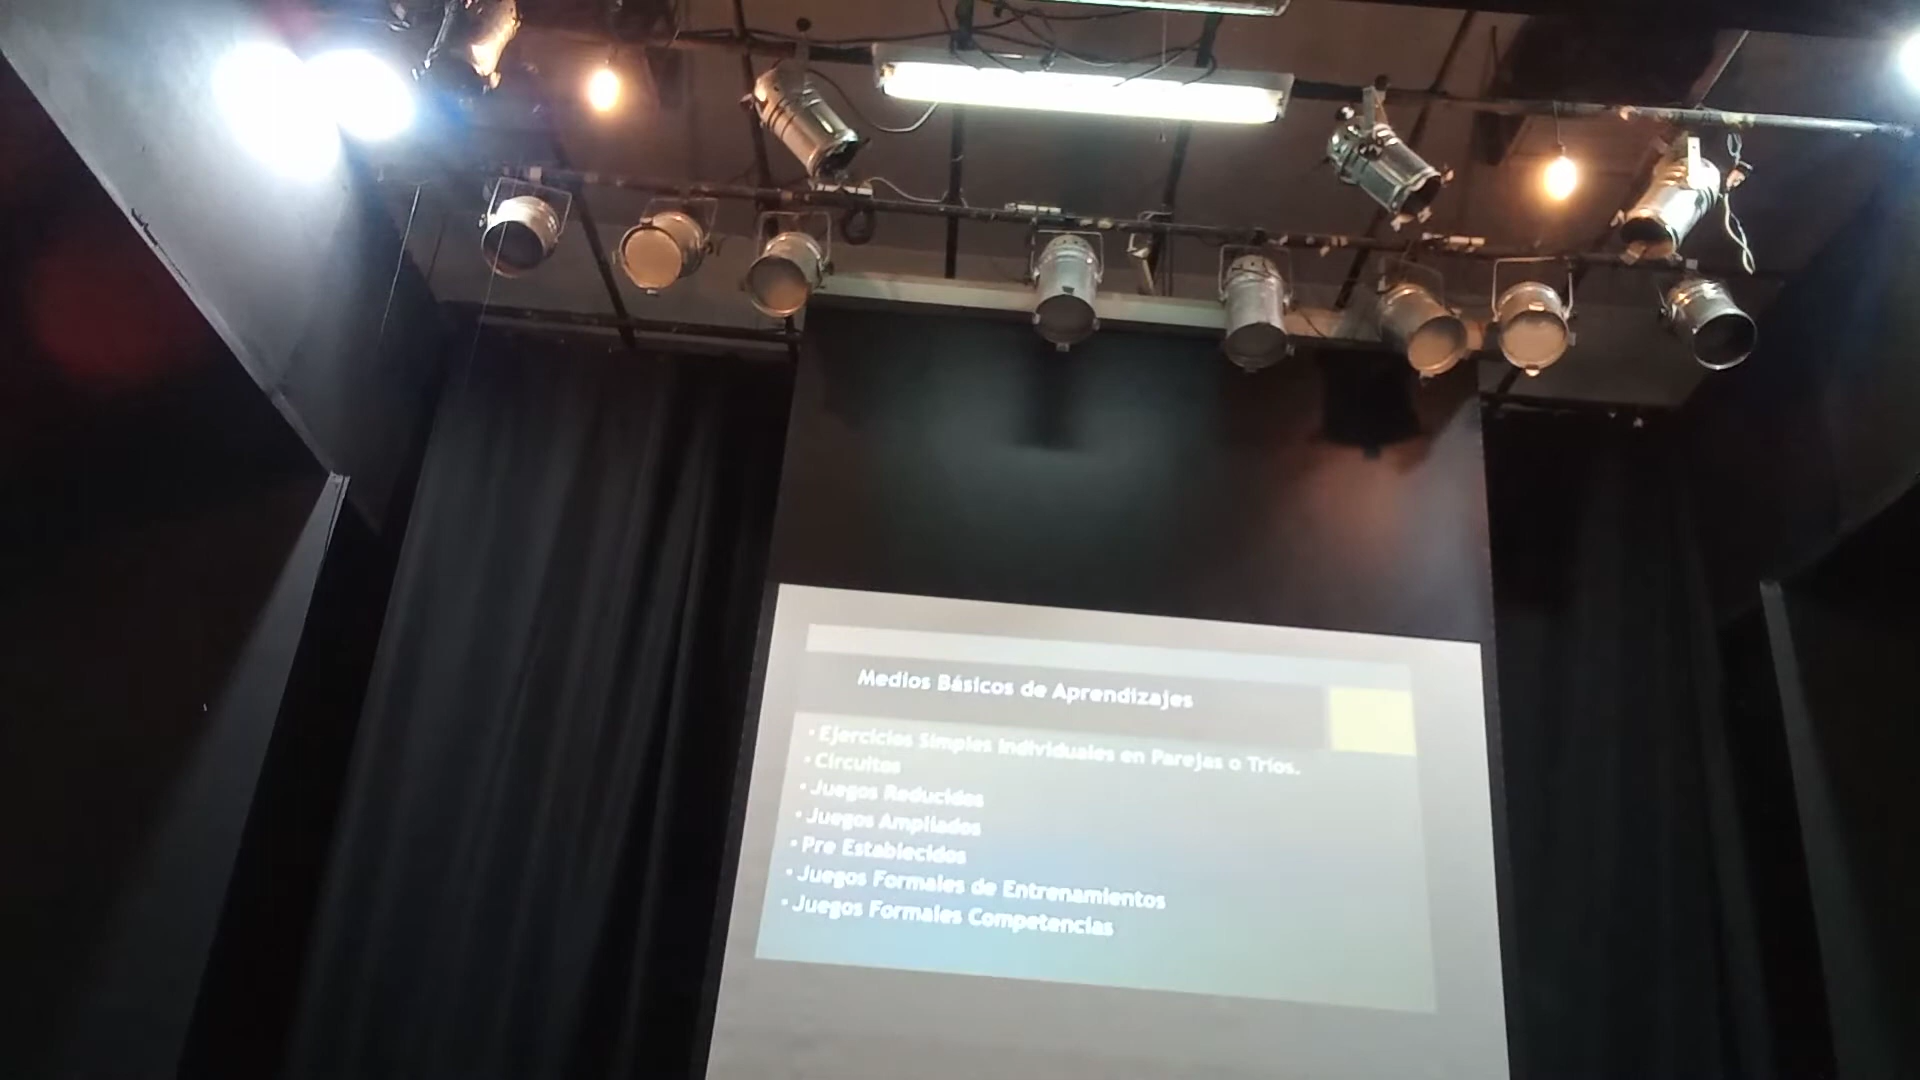 Medios Básicos de Aprendizajes
• Ejercicios Simples Individuales en Parejas o Tríos.
• Circuitos
• Juegos Reducidos
• Juegos Ampliados
• Pre Establecidos
• Juegos Formales de Entrenamientos
• Juegos Formales Competencias